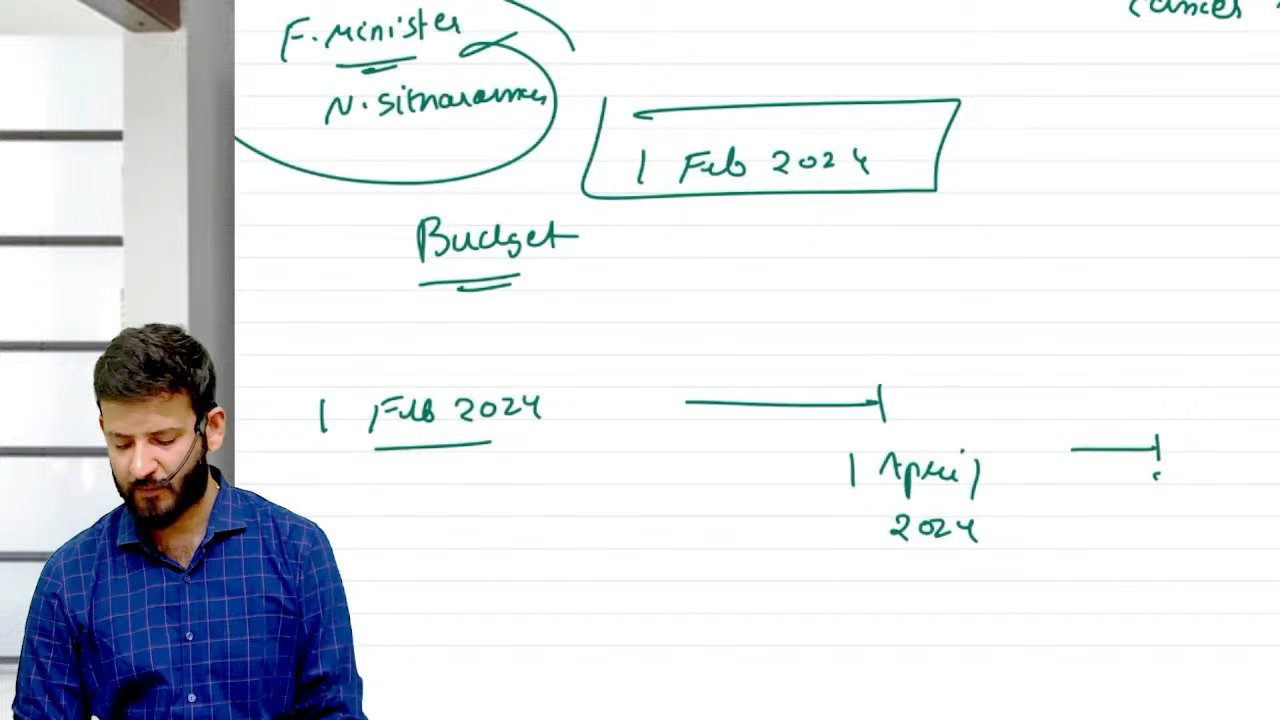 F. Minister
N. Sitharaman
1 Feb 2024
Budget
1 Feb 2024
1 April
2024